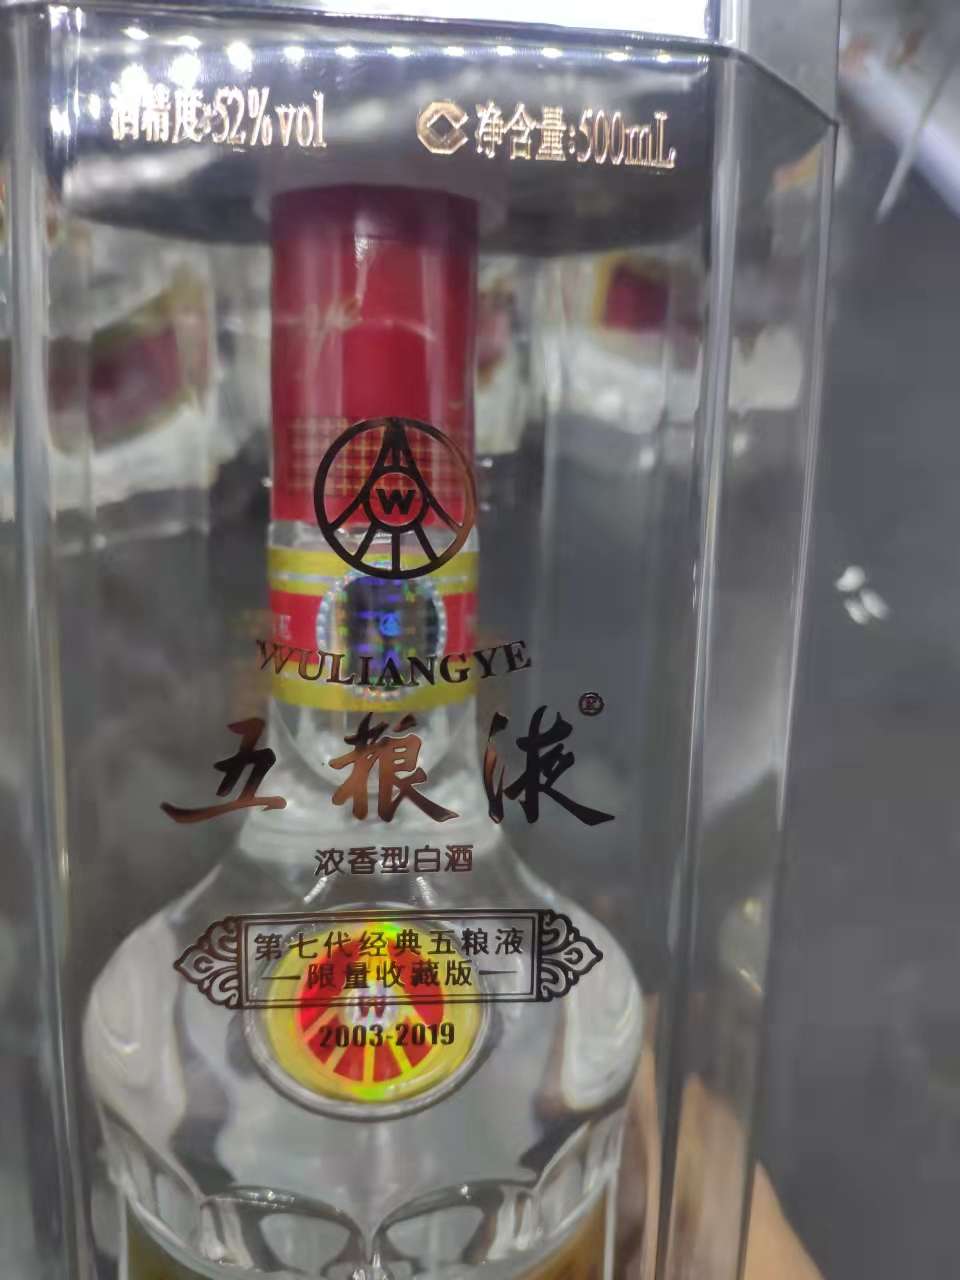 酒精度:52%vol
净含量:500mL
W
WULIANGYE
五粮液®
浓香型白酒
第七代经典五粮液
限量收藏版
W
2003-2019